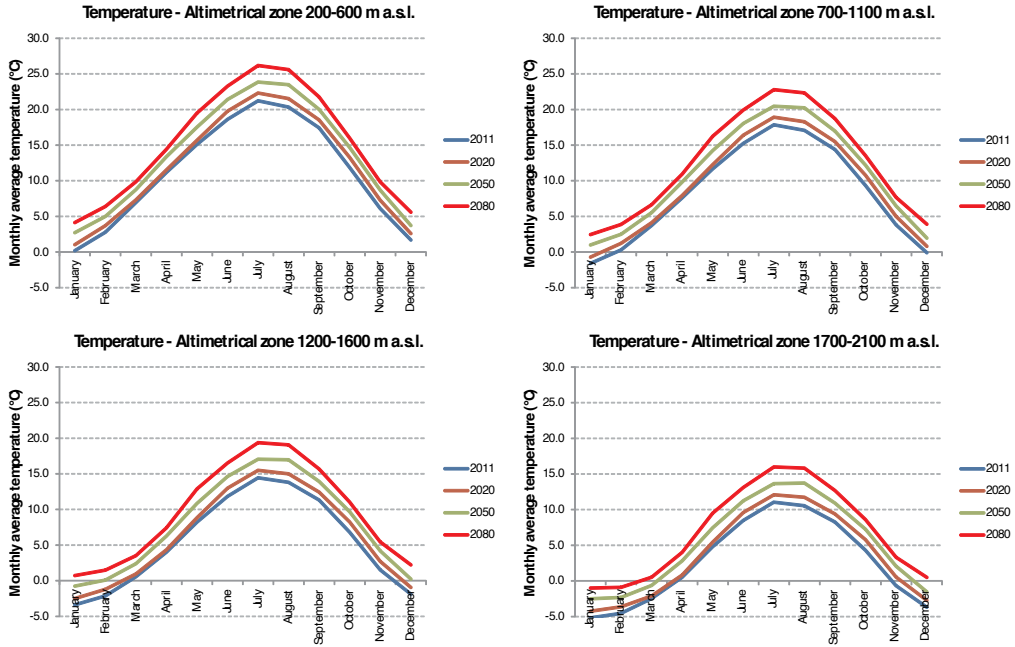 Temperature - Altimetrical zone 200-600 m a.s.l.
Monthly average temperature (°C)
30.0
25.0
20.0
15.0
10.0
5.0
0.0
-5.0
January
February
March
April
May
June
July
August
September
October
November
December
2011
2020
2050
2080
Temperature - Altimetrical zone 700-1100 m a.s.l.
Monthly average temperature (°C)
30.0
25.0
20.0
15.0
10.0
5.0
0.0
-5.0
January
February
March
April
May
June
July
August
September
October
November
December
2011
2020
2050
2080
Temperature - Altimetrical zone 1200-1600 m a.s.l.
Monthly average temperature (°C)
30.0
25.0
20.0
15.0
10.0
5.0
0.0
-5.0
January
February
March
April
May
June
July
August
September
October
November
December
2011
2020
2050
2080
Temperature - Altimetrical zone 1700-2100 m a.s.l.
Monthly average temperature (°C)
30.0
25.0
20.0
15.0
10.0
5.0
0.0
-5.0
January
February
March
April
May
June
July
August
September
October
November
December
2011
2020
2050
2080